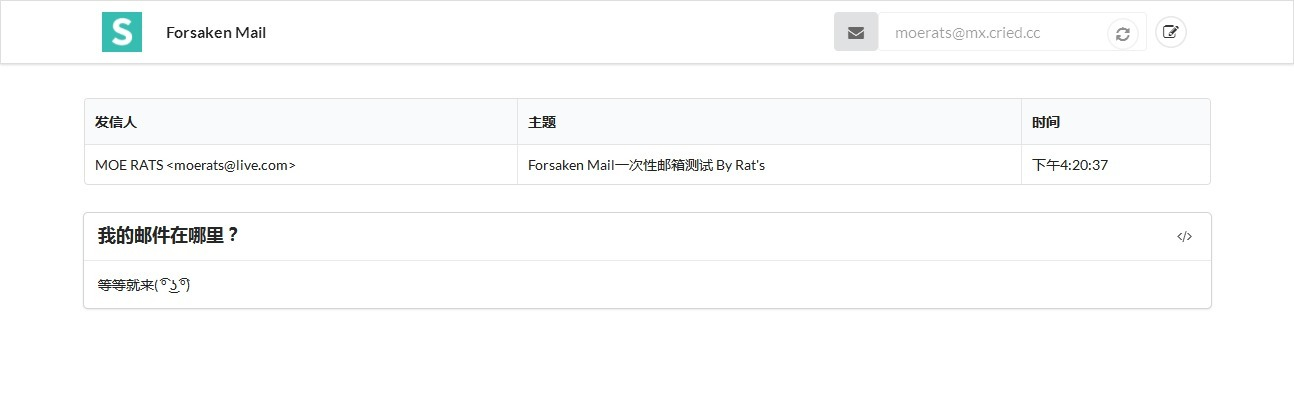 S
Forsaken Mail
moerats@mx.cried.cc
发信人 主题 时间
MOE RATS <moerats@live.com> Forsaken Mail一次性邮箱测试 By Rat's 下午4:20:37
我的邮件在哪里？ </>
等等就来( ͡° ͜ʖ ͡°)